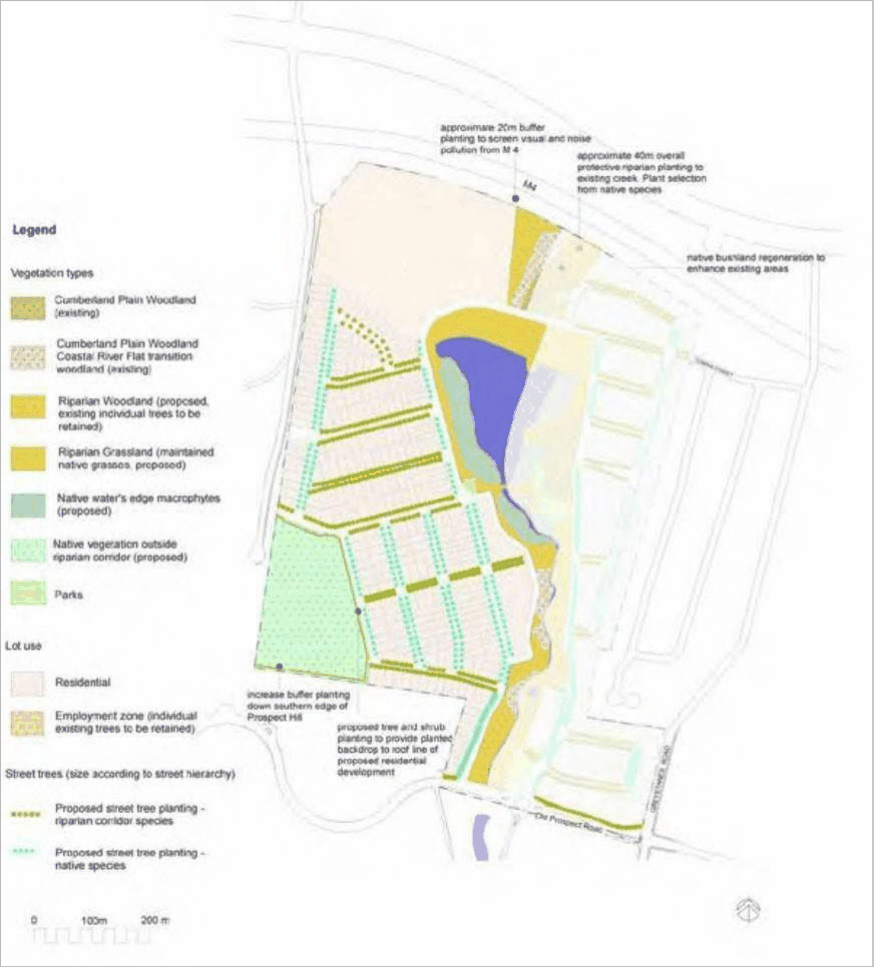 approximate 20m buffer
planting to screen visual and noise
pollution from M 4
approximate 40m overall
protective riparian planting to
existing creek. Plant selection
from native species
M4
native bushland regeneration to
enhance existing areas
Legend
Vegetation types
Cumberland Plain Woodland
(existing)
Cumberland Plain Woodland
Coastal River Flat transition
woodland (existing)
Riparian Woodland (proposed,
existing individual trees to be
retained)
Riparian Grassland (maintained
native grasses, proposed)
Native water's edge macrophytes
(proposed)
Native vegetation outside
riparian corridor (proposed)
Parks
Lot use
Residential
Employment zone (individual
existing trees to be retained)
Street trees (size according to street hierarchy)
Proposed street tree planting -
riparian corridor species
Proposed street tree planting -
native species
0 100m 200 m
increase buffer planting
down southern edge of
Prospect Hill
proposed tree and shrub
planting to provide planted
backdrop to roof line of
proposed residential
development
Old Prospect Road
GREYSTANES ROAD